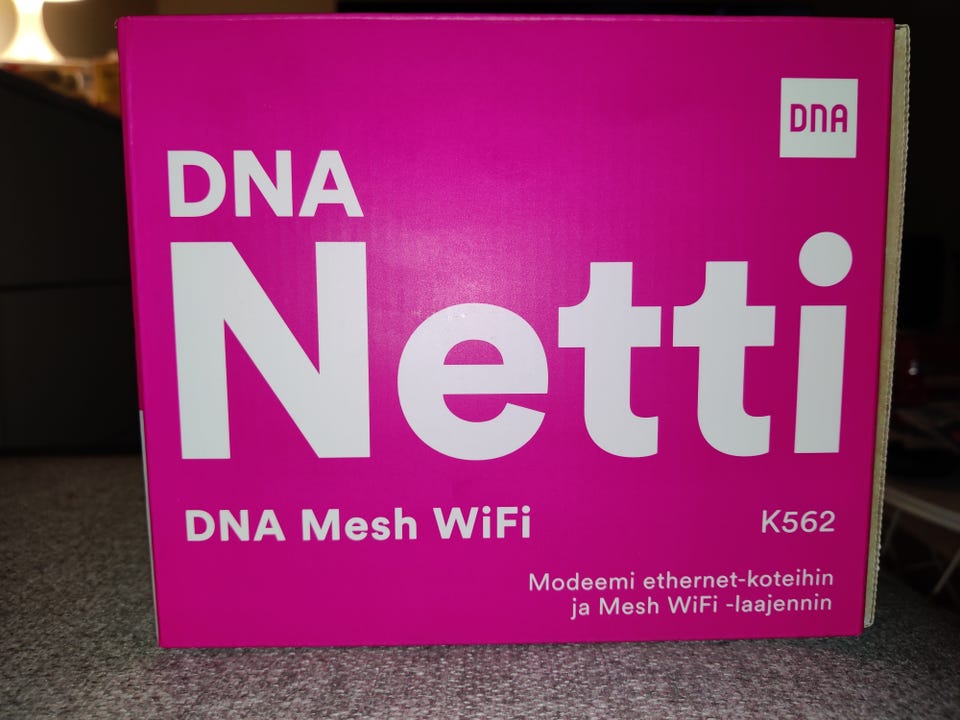 DNA
DNA
Netti
DNA Mesh WiFi
K562
Modeemi ethernet-koteihin
ja Mesh WiFi -laajennin